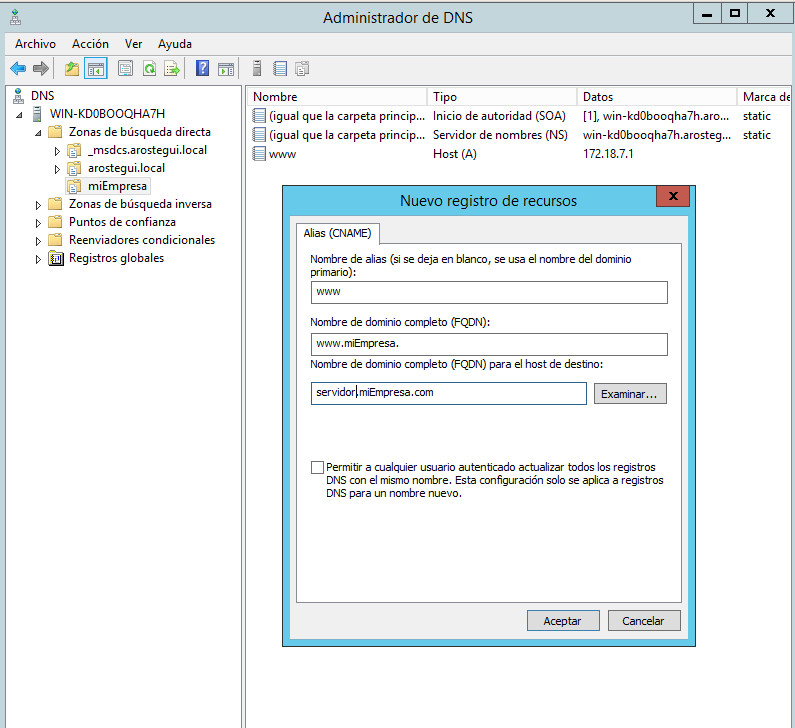 Administrador de DNS
Archivo Acción Ver Ayuda
DNS
WIN-KD0BOOQHA7H
Zonas de búsqueda directa
_msdcs.arostegui.local
arostegui.local
miEmpresa
Zonas de búsqueda inversa
Puntos de confianza
Reenviadores condicionales
Registros globales
Nombre Tipo Datos Marca de
(igual que la carpeta princip... Inicio de autoridad (SOA) [1], win-kd0booqha7h.aro... static
(igual que la carpeta princip... Servidor de nombres (NS) win-kd0booqha7h.arosteg... static
www Host (A) 172.18.7.1
Nuevo registro de recursos
Alias (CNAME)
Nombre de alias (si se deja en blanco, se usa el nombre del dominio
primario):
www
Nombre de dominio completo (FQDN):
www.miEmpresa.
Nombre de dominio completo (FQDN) para el host de destino:
servidor.miEmpresa.com
Examinar...
Permitir a cualquier usuario autenticado actualizar todos los registros
DNS con el mismo nombre. Esta configuración solo se aplica a registros
DNS para un nombre nuevo.
Aceptar Cancelar